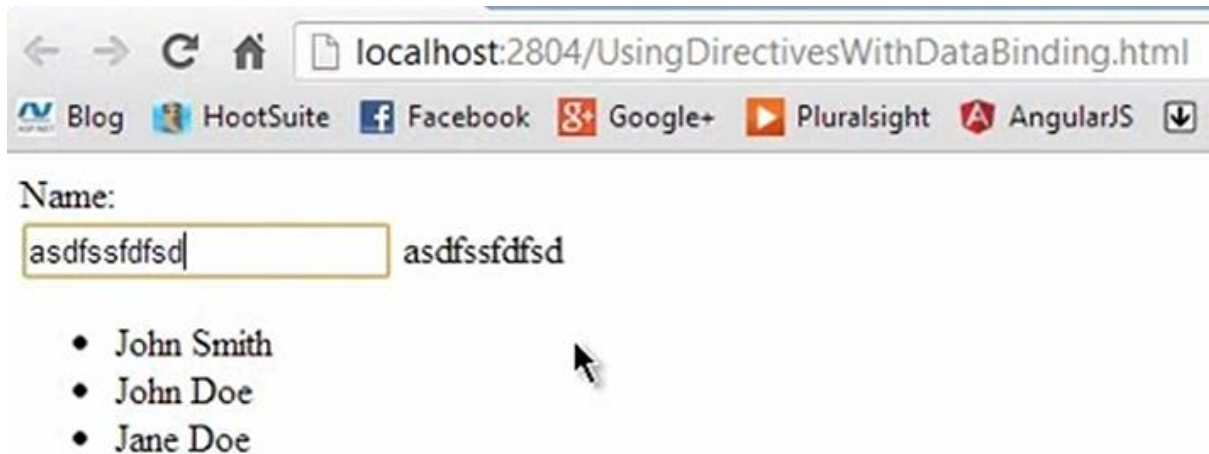 localhost:2804/UsingDirectivesWithDataBinding.html
Blog HootSuite Facebook Google+ Pluralsight AngularJS
Name:
asdfssfdfsd asdfssfdfsd
John Smith
John Doe
Jane Doe